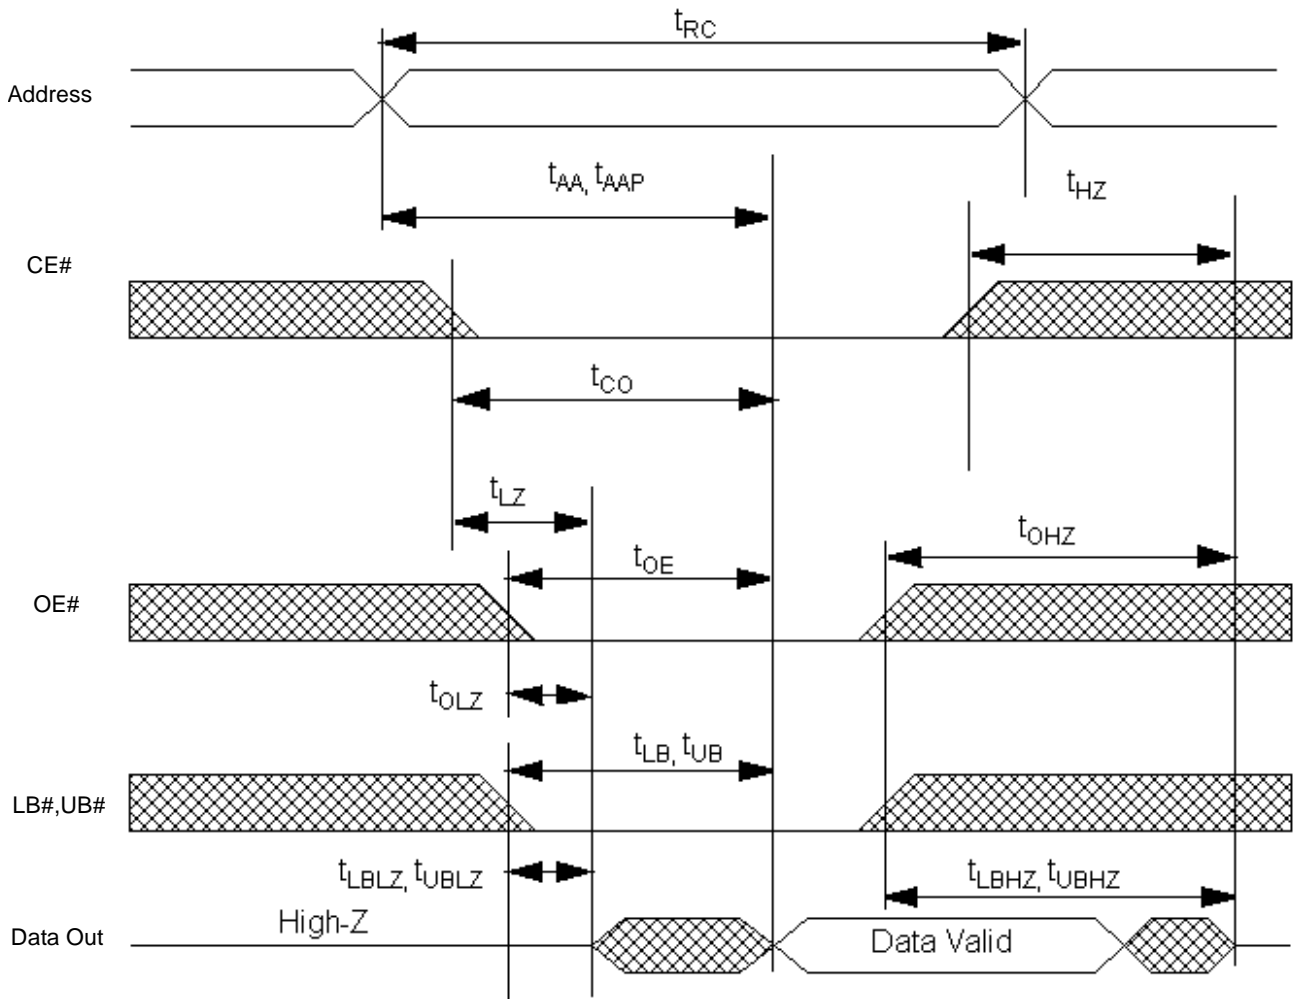 tRC
Address
tAA, tAAP
tHZ
CE#
tCO
tLZ
tOHZ
tOE
OE#
tOLZ
tLB, tUB
LB#,UB#
tLBLZ, tUBLZ
tLBHZ, tUBHZ
High-Z
Data Out
Data Valid